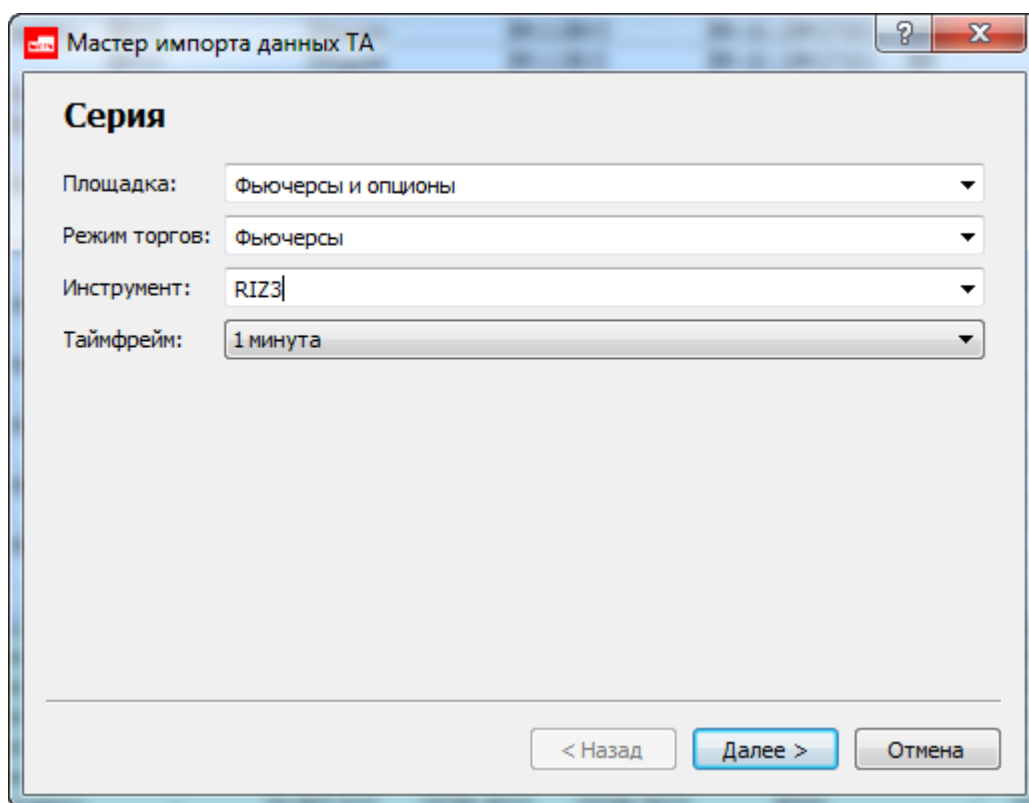 Мастер импорта данных ТА
Серия
Площадка: Фьючерсы и опционы
Режим торгов: Фьючерсы
Инструмент: RIZ3
Таймфрейм: 1 минута
< Назад Далее > Отмена